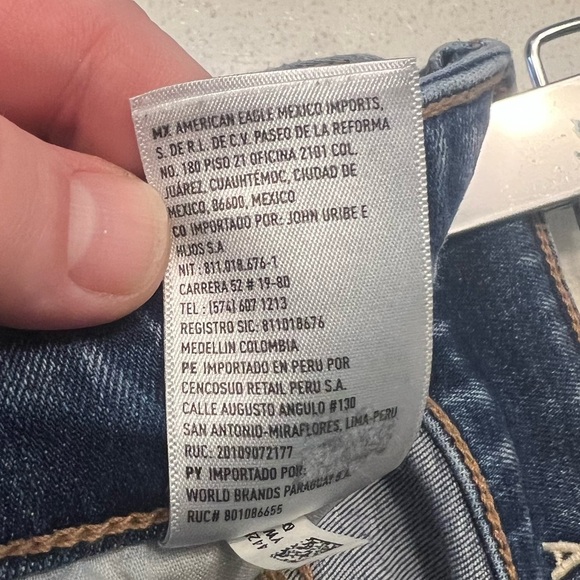 MX AMERICAN EAGLE MEXICO IMPORTS,
S. DE R.L. DE C.V. PASEO DE LA REFORMA
NO. 180 PISO 21 OFICINA 2101 COL
JUÁREZ, CUAUHTÉMOC, CIUDAD DE
MEXICO, 86600, MEXICO
CO IMPORTADO POR: JOHN URIBE E
HIJOS S.A
NIT : 811.018.676-1
CARRERA 52 # 19-80
TEL : (574) 607 1213
REGISTRO SIC: 811018676
MEDELLIN COLOMBIA
PE IMPORTADO EN PERU POR
CENCOSUD RETAIL PERU S.A.
CALLE AUGUSTO ANGULO #130
SAN ANTONIO-MIRAFLORES, LIMA-PERU
RUC: 20109072177
PY IMPORTADO POR:
WORLD BRANDS PARAGUAY S.A.
RUC# 801086655